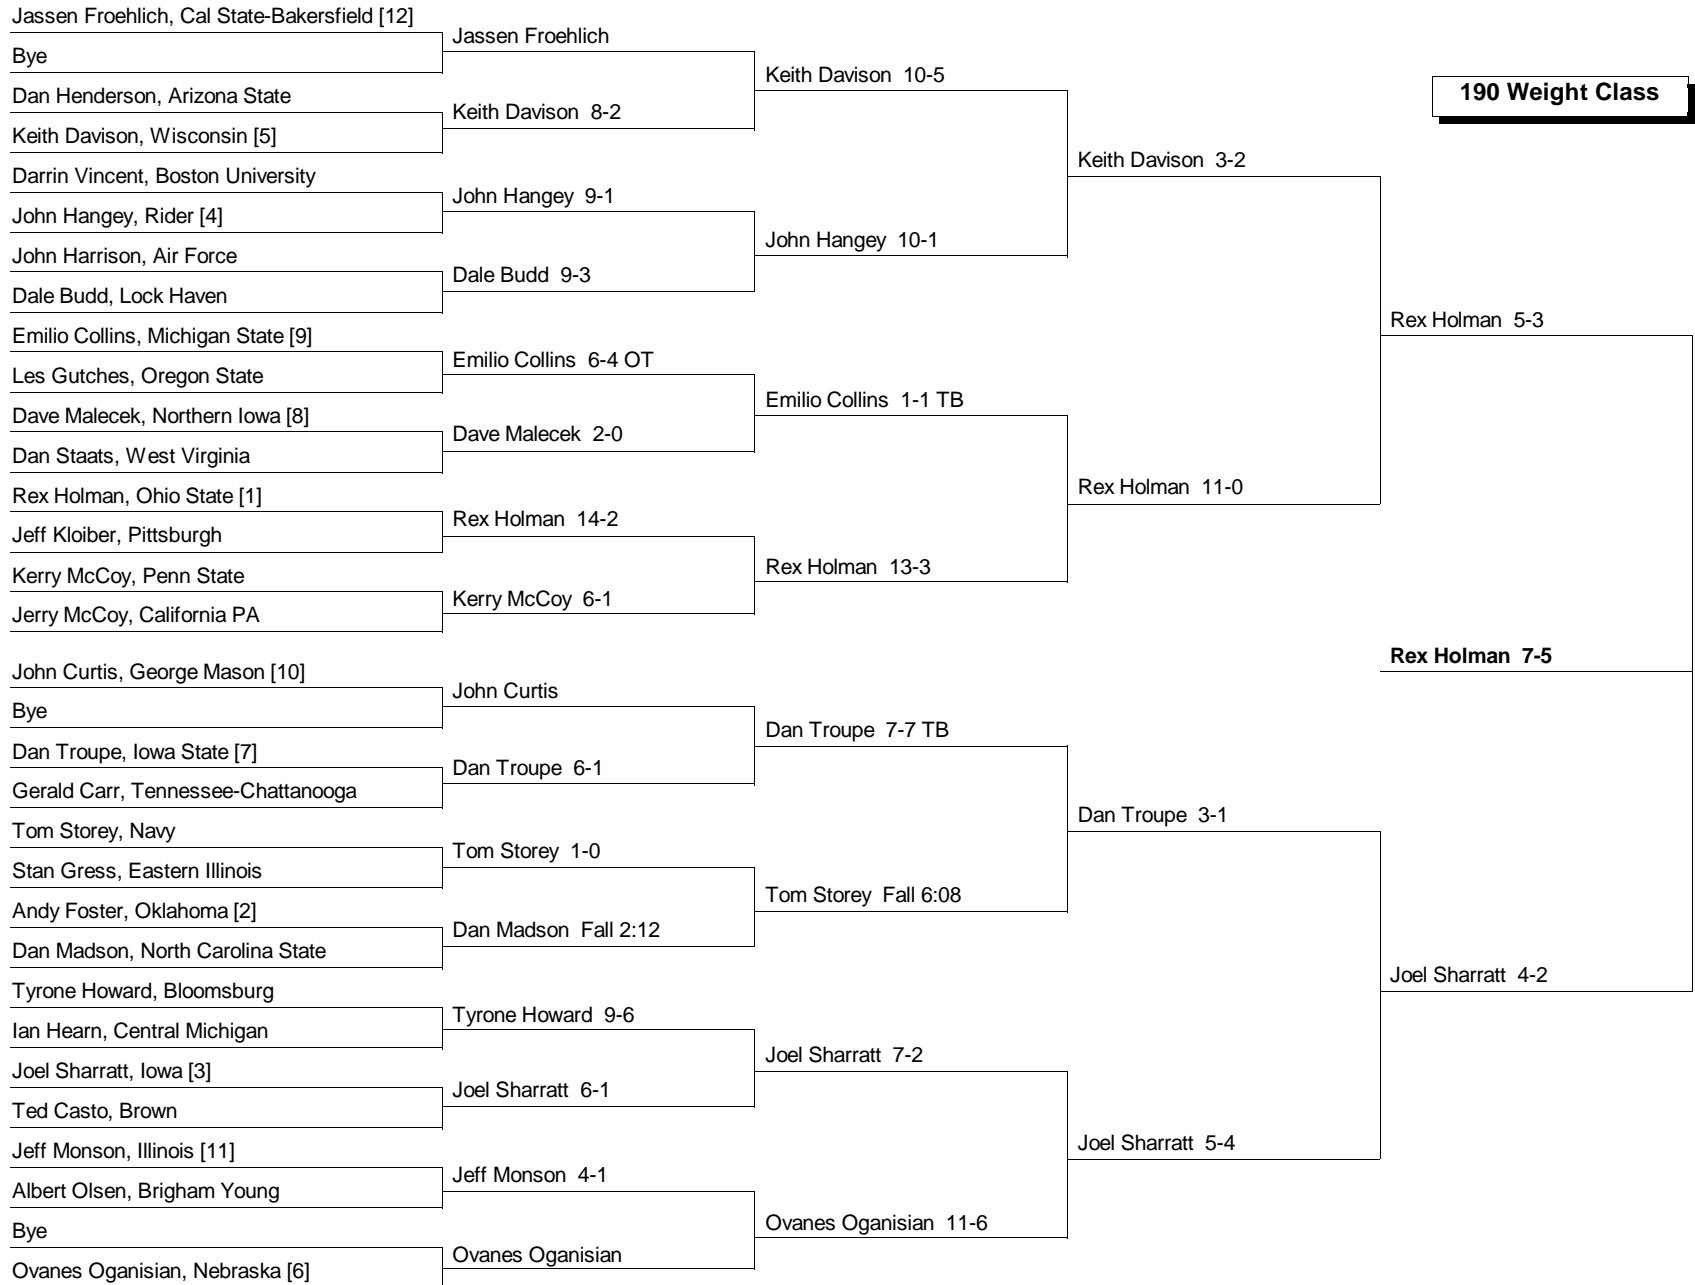 Jassen Froehlich, Cal State-Bakersfield [12]
Bye
Dan Henderson, Arizona State
Keith Davison, Wisconsin [5]
Darrin Vincent, Boston University
John Hangey, Rider [4]
John Harrison, Air Force
Dale Budd, Lock Haven
Emilio Collins, Michigan State [9]
Les Gutches, Oregon State
Dave Malecek, Northern Iowa [8]
Dan Staats, West Virginia
Rex Holman, Ohio State [1]
Jeff Kloiber, Pittsburgh
Kerry McCoy, Penn State
Jerry McCoy, California PA
John Curtis, George Mason [10]
Bye
Dan Troupe, Iowa State [7]
Gerald Carr, Tennessee-Chattanooga
Tom Storey, Navy
Stan Gress, Eastern Illinois
Andy Foster, Oklahoma [2]
Dan Madson, North Carolina State
Tyrone Howard, Bloomsburg
Ian Hearn, Central Michigan
Joel Sharratt, Iowa [3]
Ted Casto, Brown
Jeff Monson, Illinois [11]
Albert Olsen, Brigham Young
Bye
Ovanes Oganisian, Nebraska [6]
Jassen Froehlich
Keith Davison 8-2
John Hangey 9-1
Dale Budd 9-3
Emilio Collins 6-4 OT
Dave Malecek 2-0
Rex Holman 14-2
Kerry McCoy 6-1
John Curtis
Dan Troupe 6-1
Tom Storey 1-0
Dan Madson Fall 2:12
Tyrone Howard 9-6
Joel Sharratt 6-1
Jeff Monson 4-1
Ovanes Oganisian
Keith Davison 10-5
John Hangey 10-1
Emilio Collins 1-1 TB
Rex Holman 13-3
Dan Troupe 7-7 TB
Tom Storey Fall 6:08
Joel Sharratt 7-2
Ovanes Oganisian 11-6
Keith Davison 3-2
Rex Holman 11-0
Dan Troupe 3-1
Joel Sharratt 5-4
190 Weight Class
Rex Holman 5-3
Rex Holman 7-5
Joel Sharratt 4-2